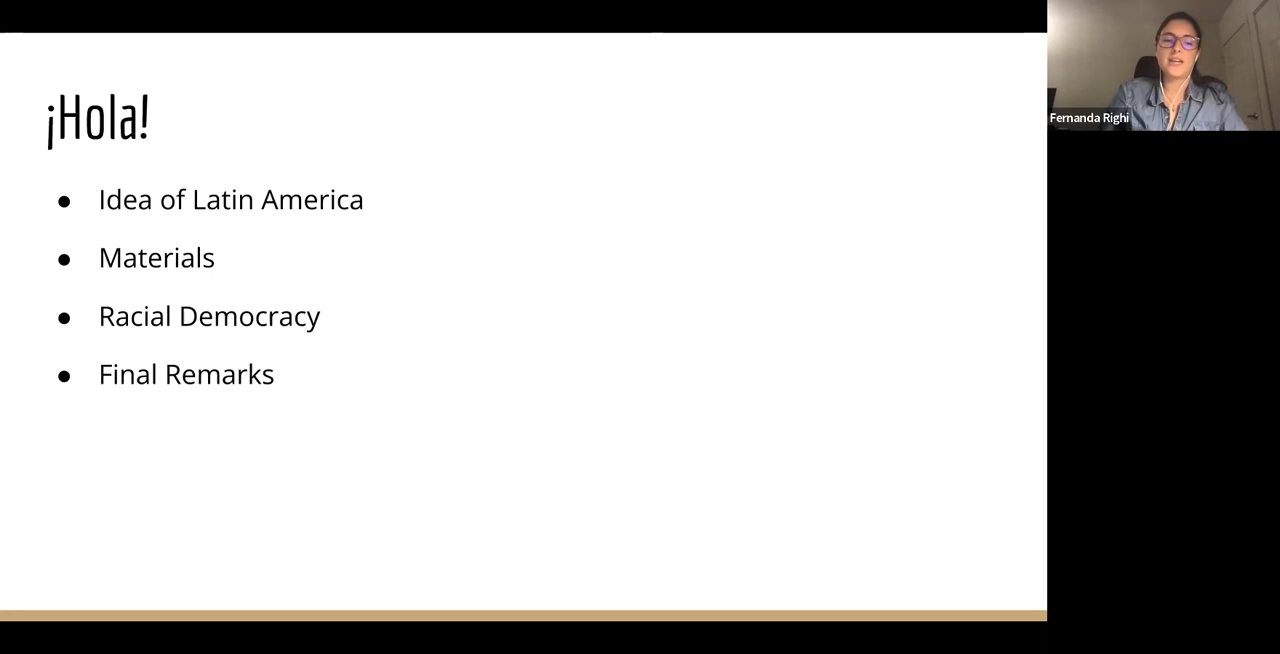 ¡Hola!
● Idea of Latin America
● Materials
● Racial Democracy
● Final Remarks
Fernanda Righi